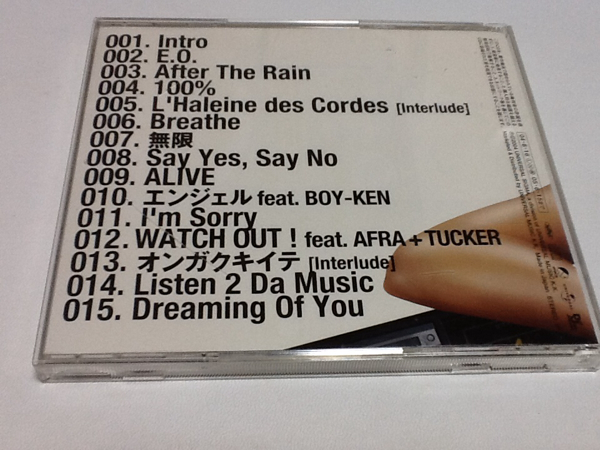 001. Intro
002. E.O.
003. After The Rain
004. 100%
005. L'Haleine des Cordes [Interlude]
006. Breathe
007. 無限
008. Say Yes, Say No
009. ALIVE
010. エンジェル feat. BOY-KEN
011. I'm Sorry
012. WATCH OUT ! feat. AFRA + TUCKER
013. オンガクキイテ [Interlude]
014. Listen 2 Da Music
015. Dreaming Of You